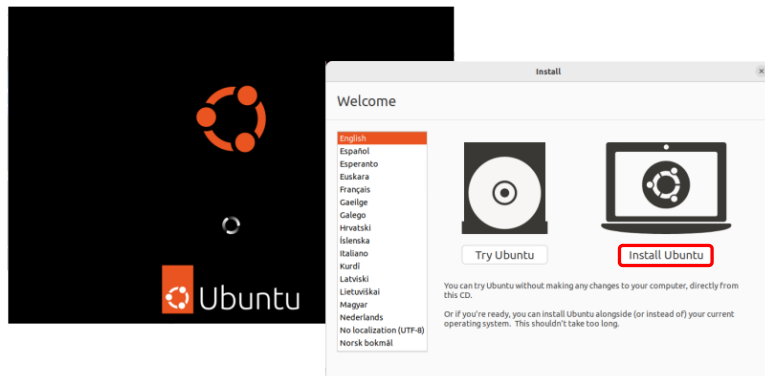 Ubuntu
Install
Welcome
English
Español
Esperanto
Euskara
Français
Gaeilge
Galego
Hrvatski
Íslenska
Italiano
Kurdî
Latviski
Lietuviškai
Magyar
Nederlands
No localization (UTF-8)
Norsk bokmål
Try Ubuntu
Install Ubuntu
You can try Ubuntu without making any changes to your computer, directly from
this CD.
Or if you're ready, you can install Ubuntu alongside (or instead of) your current
operating system. This shouldn't take too long.